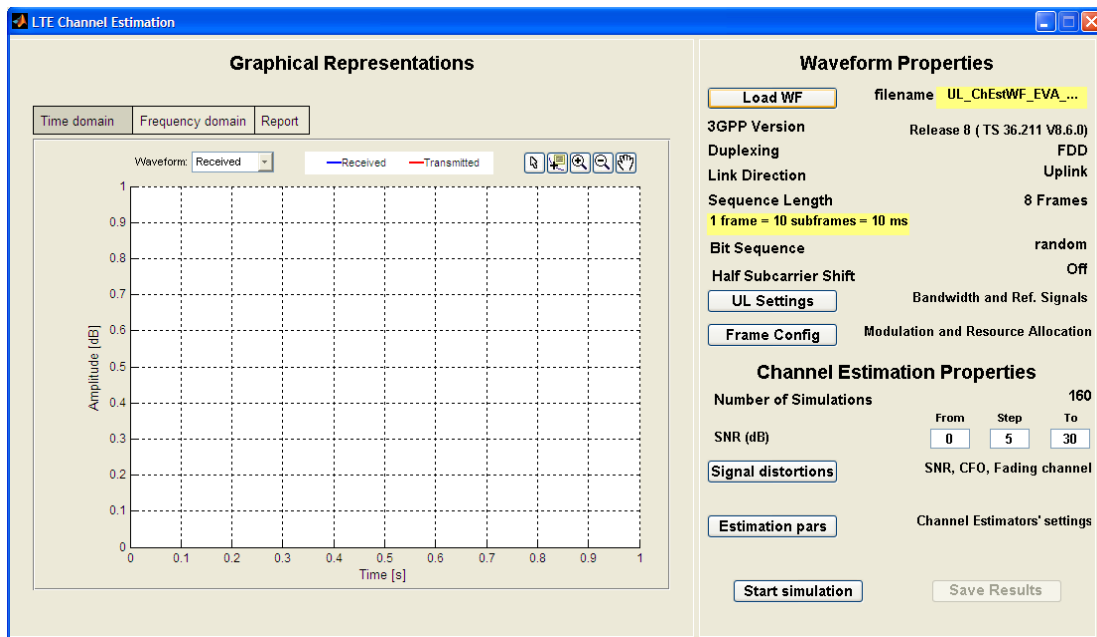 LTE Channel Estimation
Graphical Representations
Time domain
Frequency domain
Report
Waveform: Received
Received
Transmitted
1
0.9
0.8
0.7
0.6
0.5
0.4
0.3
0.2
0.1
0
Amplitude [dB]
0 0.1 0.2 0.3 0.4 0.5 0.6 0.7 0.8 0.9 1
Time [s]
Waveform Properties
Load WF filename UL_ChEstWF_EVA_...
3GPP Version Release 8 ( TS 36.211 V8.6.0)
Duplexing FDD
Link Direction Uplink
Sequence Length 8 Frames
1 frame = 10 subframes = 10 ms
Bit Sequence random
Half Subcarrier Shift Off
UL Settings Bandwidth and Ref. Signals
Frame Config Modulation and Resource Allocation
Channel Estimation Properties
Number of Simulations 160
From Step To
SNR (dB) 0 5 30
Signal distortions SNR, CFO, Fading channel
Estimation pars Channel Estimators' settings
Start simulation Save Results